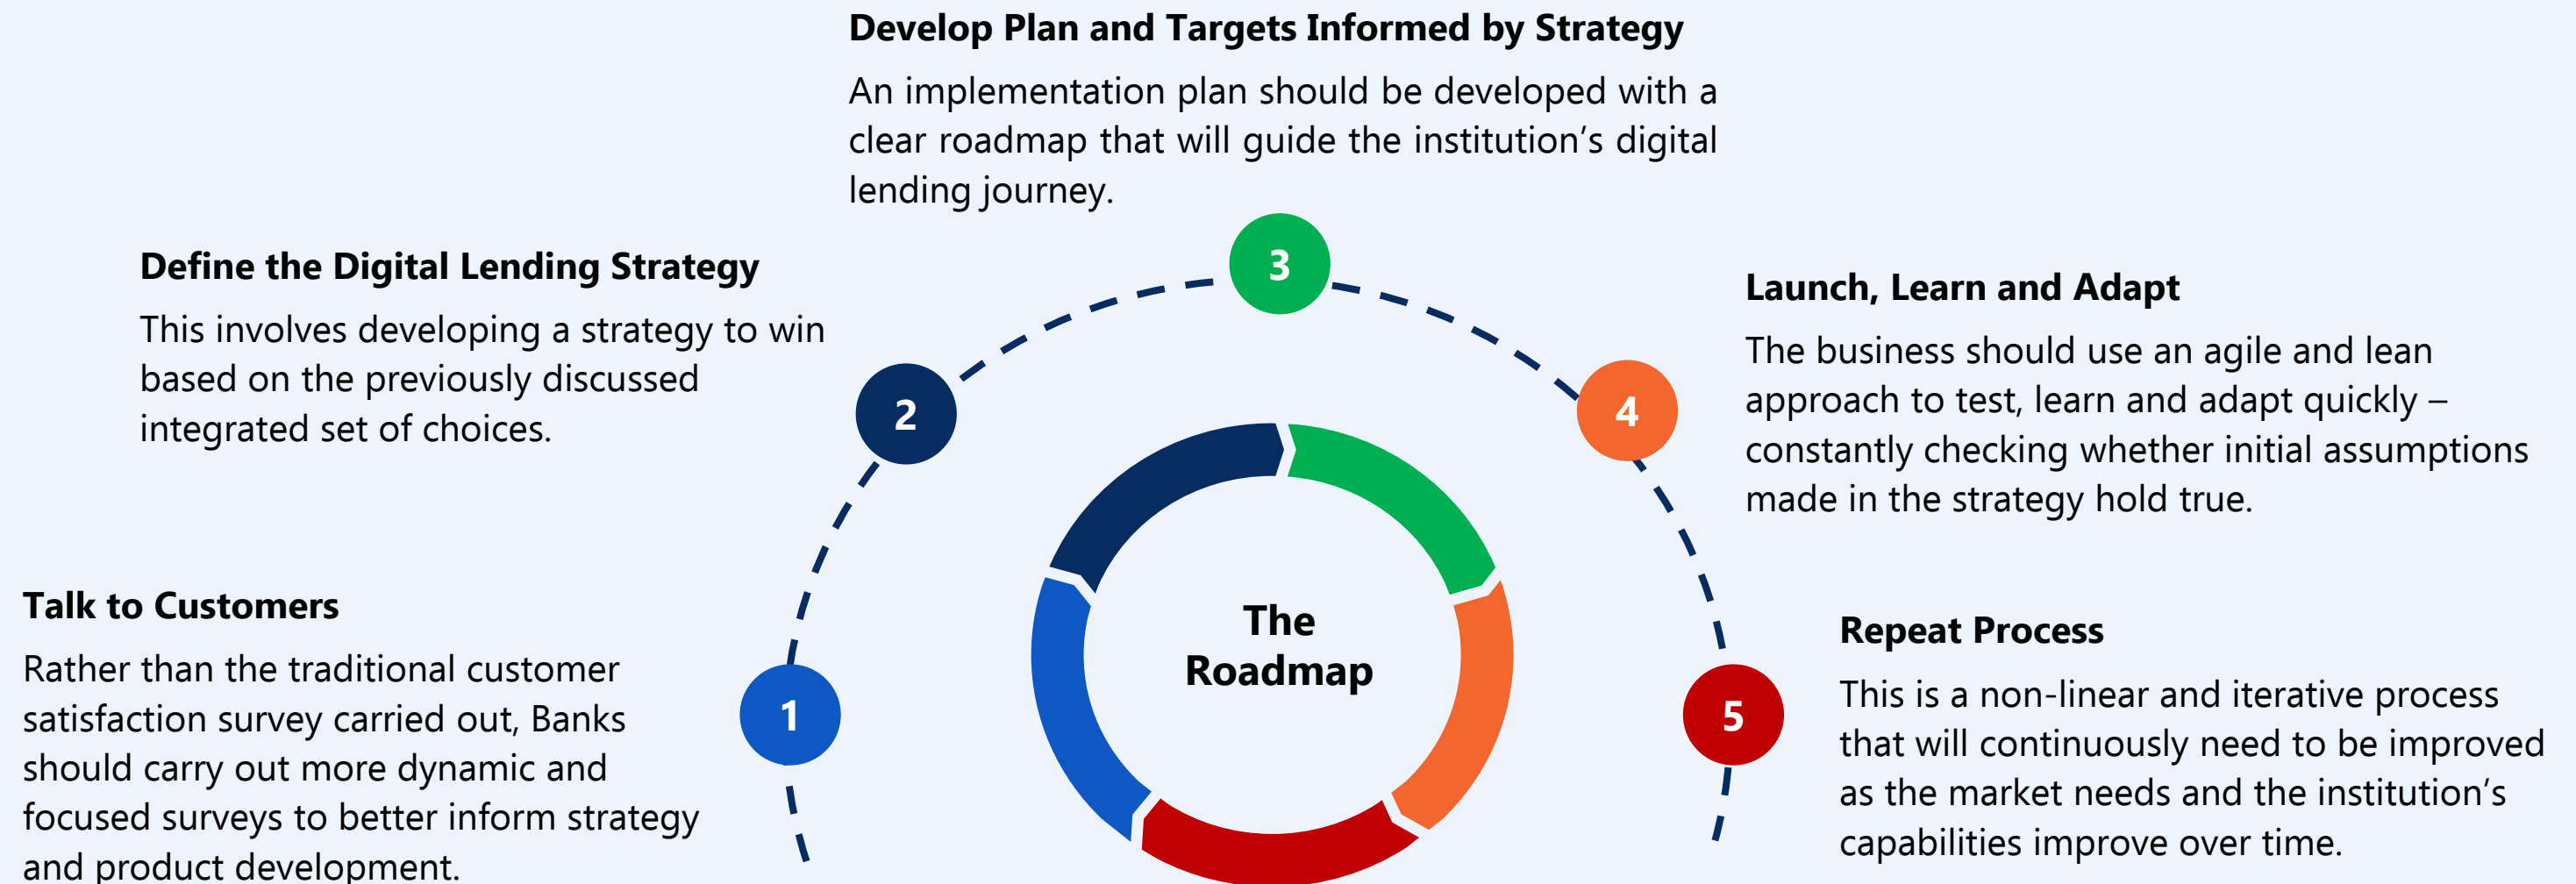 Develop Plan and Targets Informed by Strategy
An implementation plan should be developed with a
clear roadmap that will guide the institution’s digital
lending journey.
3
Define the Digital Lending Strategy
This involves developing a strategy to win
based on the previously discussed
integrated set of choices.
2
Launch, Learn and Adapt
The business should use an agile and lean
approach to test, learn and adapt quickly –
constantly checking whether initial assumptions
made in the strategy hold true.
4
Talk to Customers
Rather than the traditional customer
satisfaction survey carried out, Banks
should carry out more dynamic and
focused surveys to better inform strategy
and product development.
1
The
Roadmap
5
Repeat Process
This is a non-linear and iterative process
that will continuously need to be improved
as the market needs and the institution’s
capabilities improve over time.